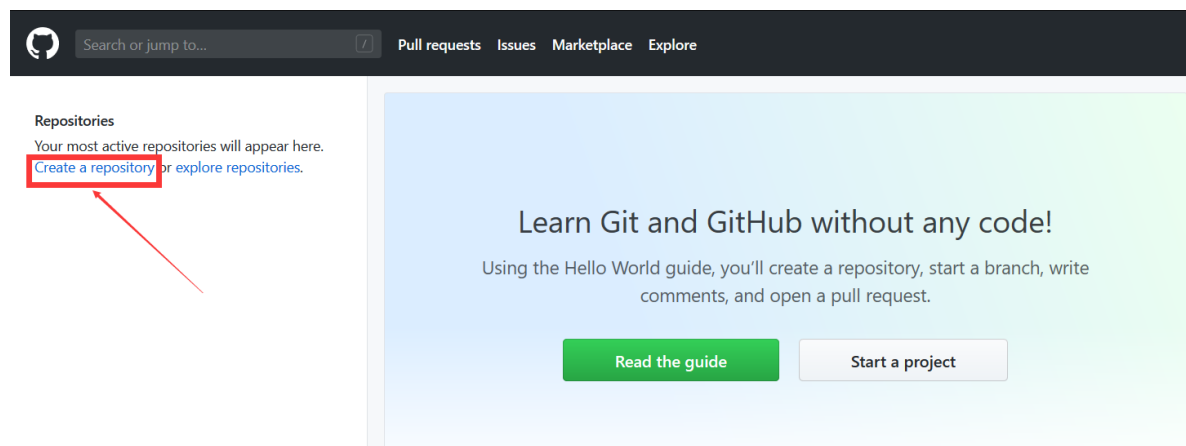 Search or jump to...
/
Pull requests Issues Marketplace Explore
Repositories
Your most active repositories will appear here.
Create a repository or explore repositories.
Learn Git and GitHub without any code!
Using the Hello World guide, you’ll create a repository, start a branch, write
comments, and open a pull request.
Read the guide
Start a project